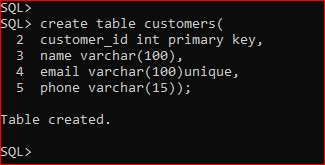 SQL>
SQL> create table customers(
  2  customer_id int primary key,
  3  name varchar(100),
  4  email varchar(100)unique,
  5  phone varchar(15));
Table created.
SQL>